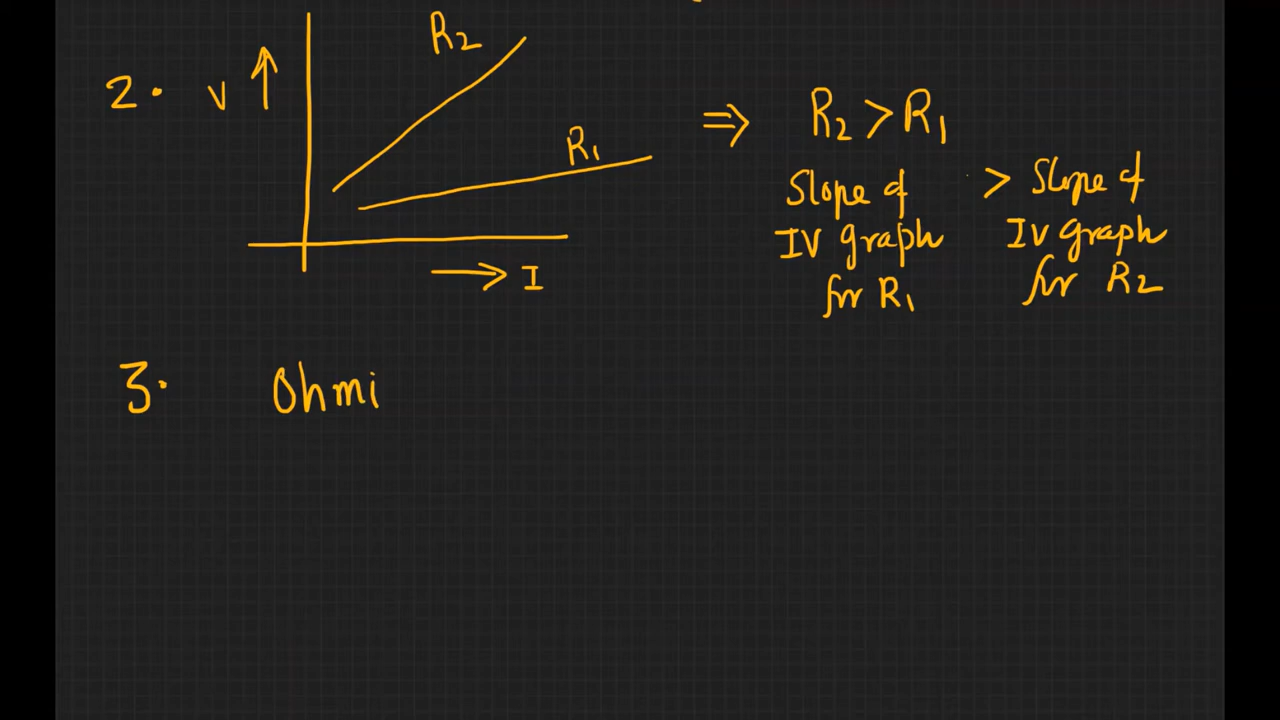 R2
2. V ↑
R1
→ I
⇒ R2 > R1
Slope of > Slope of
IV graph IV graph
for R1 for R2
3. Ohmi